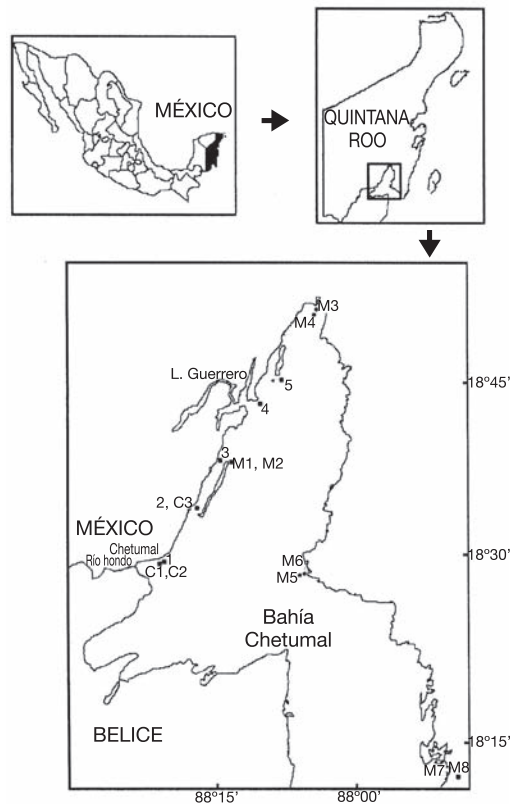 MÉXICO
QUINTANA
ROO
M3
M4
18°45'
L. Guerrero
5
4
3
M1, M2
2, C3
MÉXICO
Chetumal
Río hondo
1
C1,C2
18°30'
M6
M5
Bahía
Chetumal
BELICE
18°15'
M7, M8
88°15'
88°00'